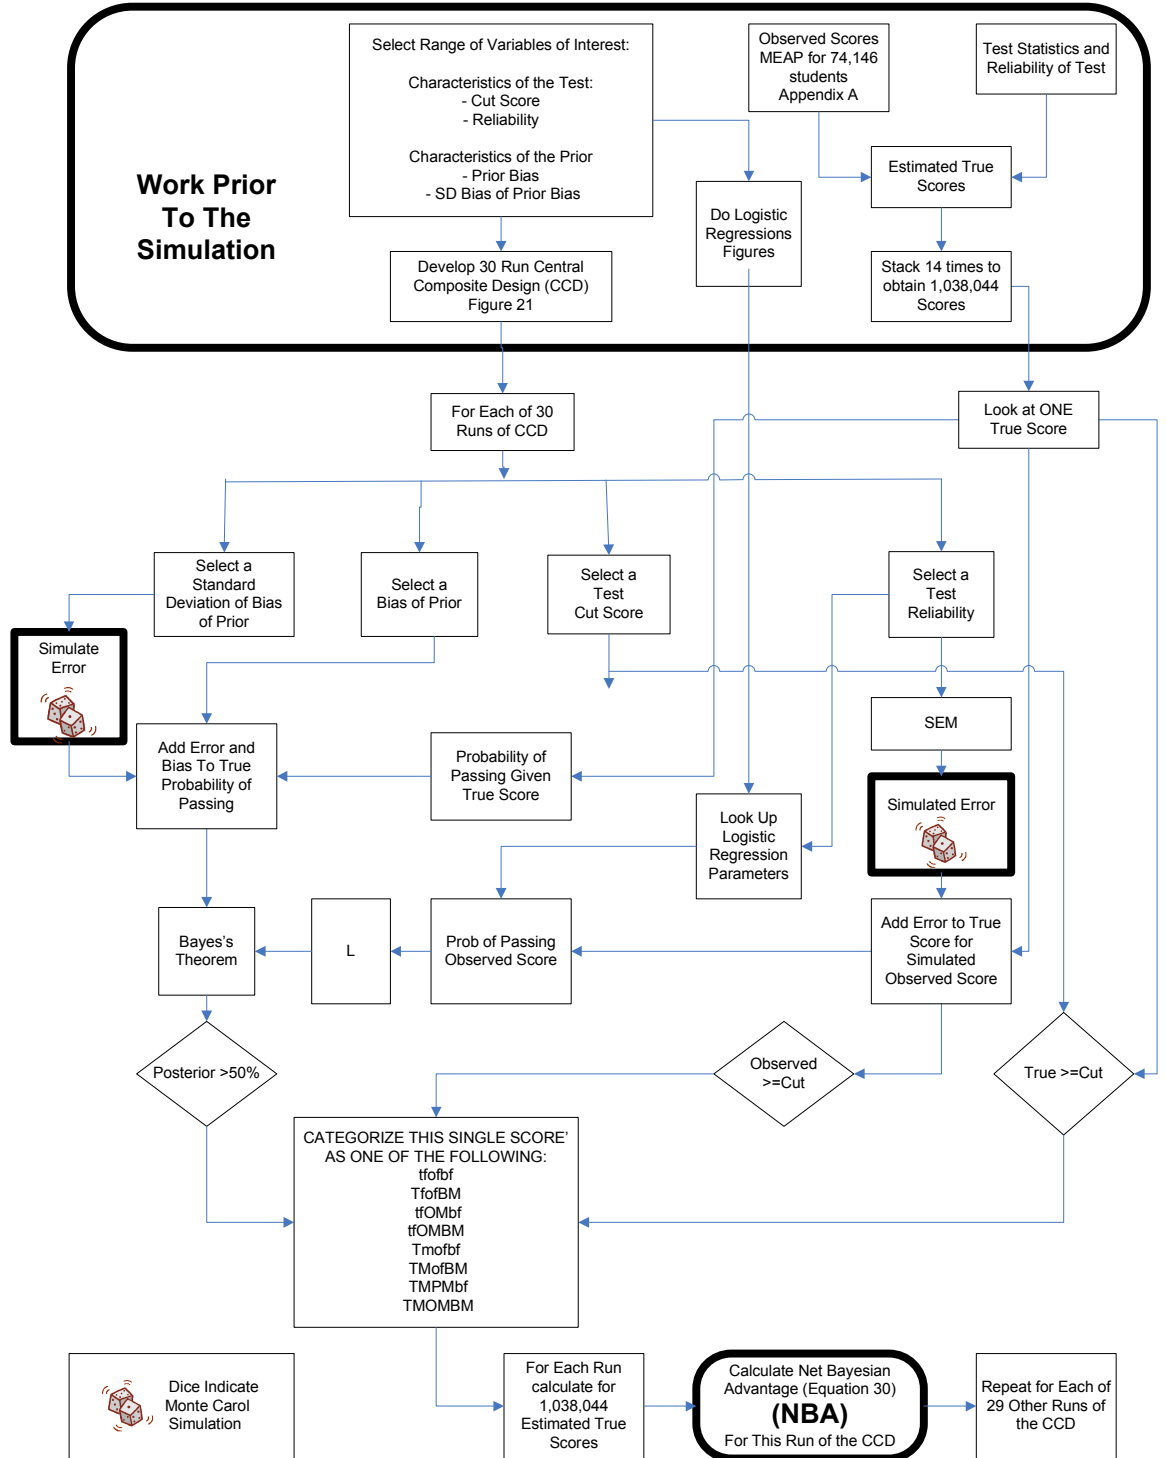 Select Range of Variables of Interest:
Characteristics of the Test:
- Cut Score
- Reliability
Characteristics of the Prior
- Prior Bias
- SD Bias of Prior Bias
Observed Scores
MEAP for 74,146
students
Appendix A
Test Statistics and
Reliability of Test
Work Prior
To The
Simulation
Estimated True
Scores
Do Logistic
Regressions
Figures
Develop 30 Run Central
Composite Design (CCD)
Figure 21
Stack 14 times to
obtain 1,038,044
Scores
For Each of 30
Runs of CCD
Look at ONE
True Score
Select a
Standard
Deviation of Bias
of Prior
Select a
Bias of Prior
Select a
Test
Cut Score
Select a
Test
Reliability
Simulate
Error
SEM
Add Error and
Bias To True
Probability of
Passing
Probability of
Passing Given
True Score
Look Up
Logistic
Regression
Parameters
Simulated Error
Bayes's
Theorem
L
Prob of Passing
Observed Score
Add Error to True
Score for
Simulated
Observed Score
Posterior >50%
Observed
>=Cut
True >=Cut
CATEGORIZE THIS SINGLE SCORE'
AS ONE OF THE FOLLOWING:
tfofbf
TfofBM
tfOMbf
tfOMBM
Tmofbf
TMofBM
TMPMbf
TMOMBM
Dice Indicate
Monte Carol
Simulation
For Each Run
calculate for
1,038,044
Estimated True
Scores
Calculate Net Bayesian
Advantage (Equation 30)
(NBA)
For This Run of the CCD
Repeat for Each of
29 Other Runs of
the CCD